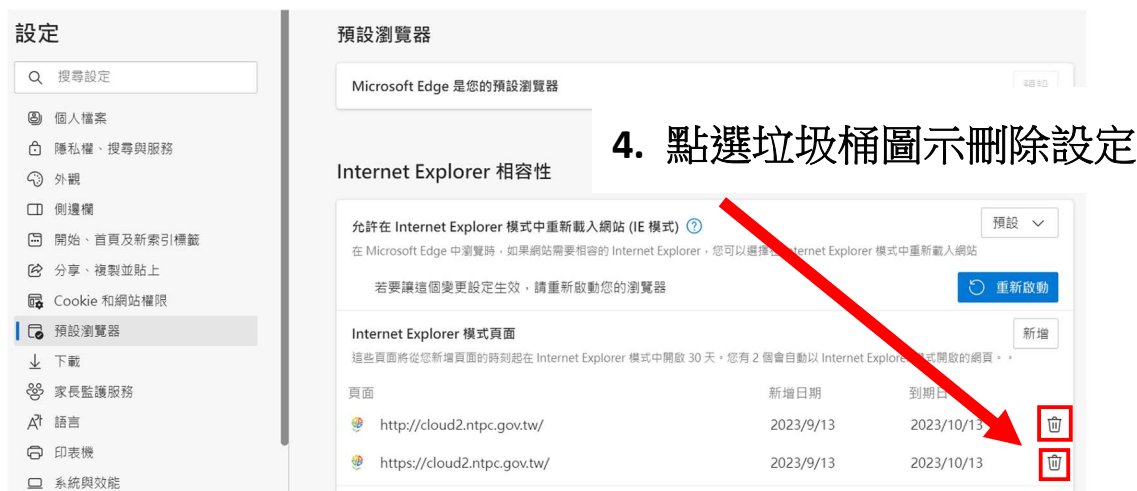 設定
搜尋設定
個人檔案
隱私權、搜尋與服務
外觀
側邊欄
開始、首頁及新索引標籤
分享、複製並貼上
Cookie 和網站權限
預設瀏覽器
下載
家長監護服務
語言
印表機
系統與效能
預設瀏覽器
Microsoft Edge 是您的預設瀏覽器
預設
4. 點選垃圾桶圖示刪除設定
Internet Explorer 相容性
允許在 Internet Explorer 模式中重新載入網站 (IE 模式)
預設
在 Microsoft Edge 中瀏覽時，如果網站需要相容的 Internet Explorer，您可以選擇在 Internet Explorer 模式中重新載入網站
若要讓這個變更設定生效，請重新啟動您的瀏覽器
重新啟動
Internet Explorer 模式頁面
新增
這些頁面將從您新增頁面的時刻起在 Internet Explorer 模式中開啟 30 天。您有 2 個會自動以 Internet Explorer 模式開啟的網頁。。
頁面 新增日期 到期日
http://cloud2.ntpc.gov.tw/ 2023/9/13 2023/10/13
https://cloud2.ntpc.gov.tw/ 2023/9/13 2023/10/13